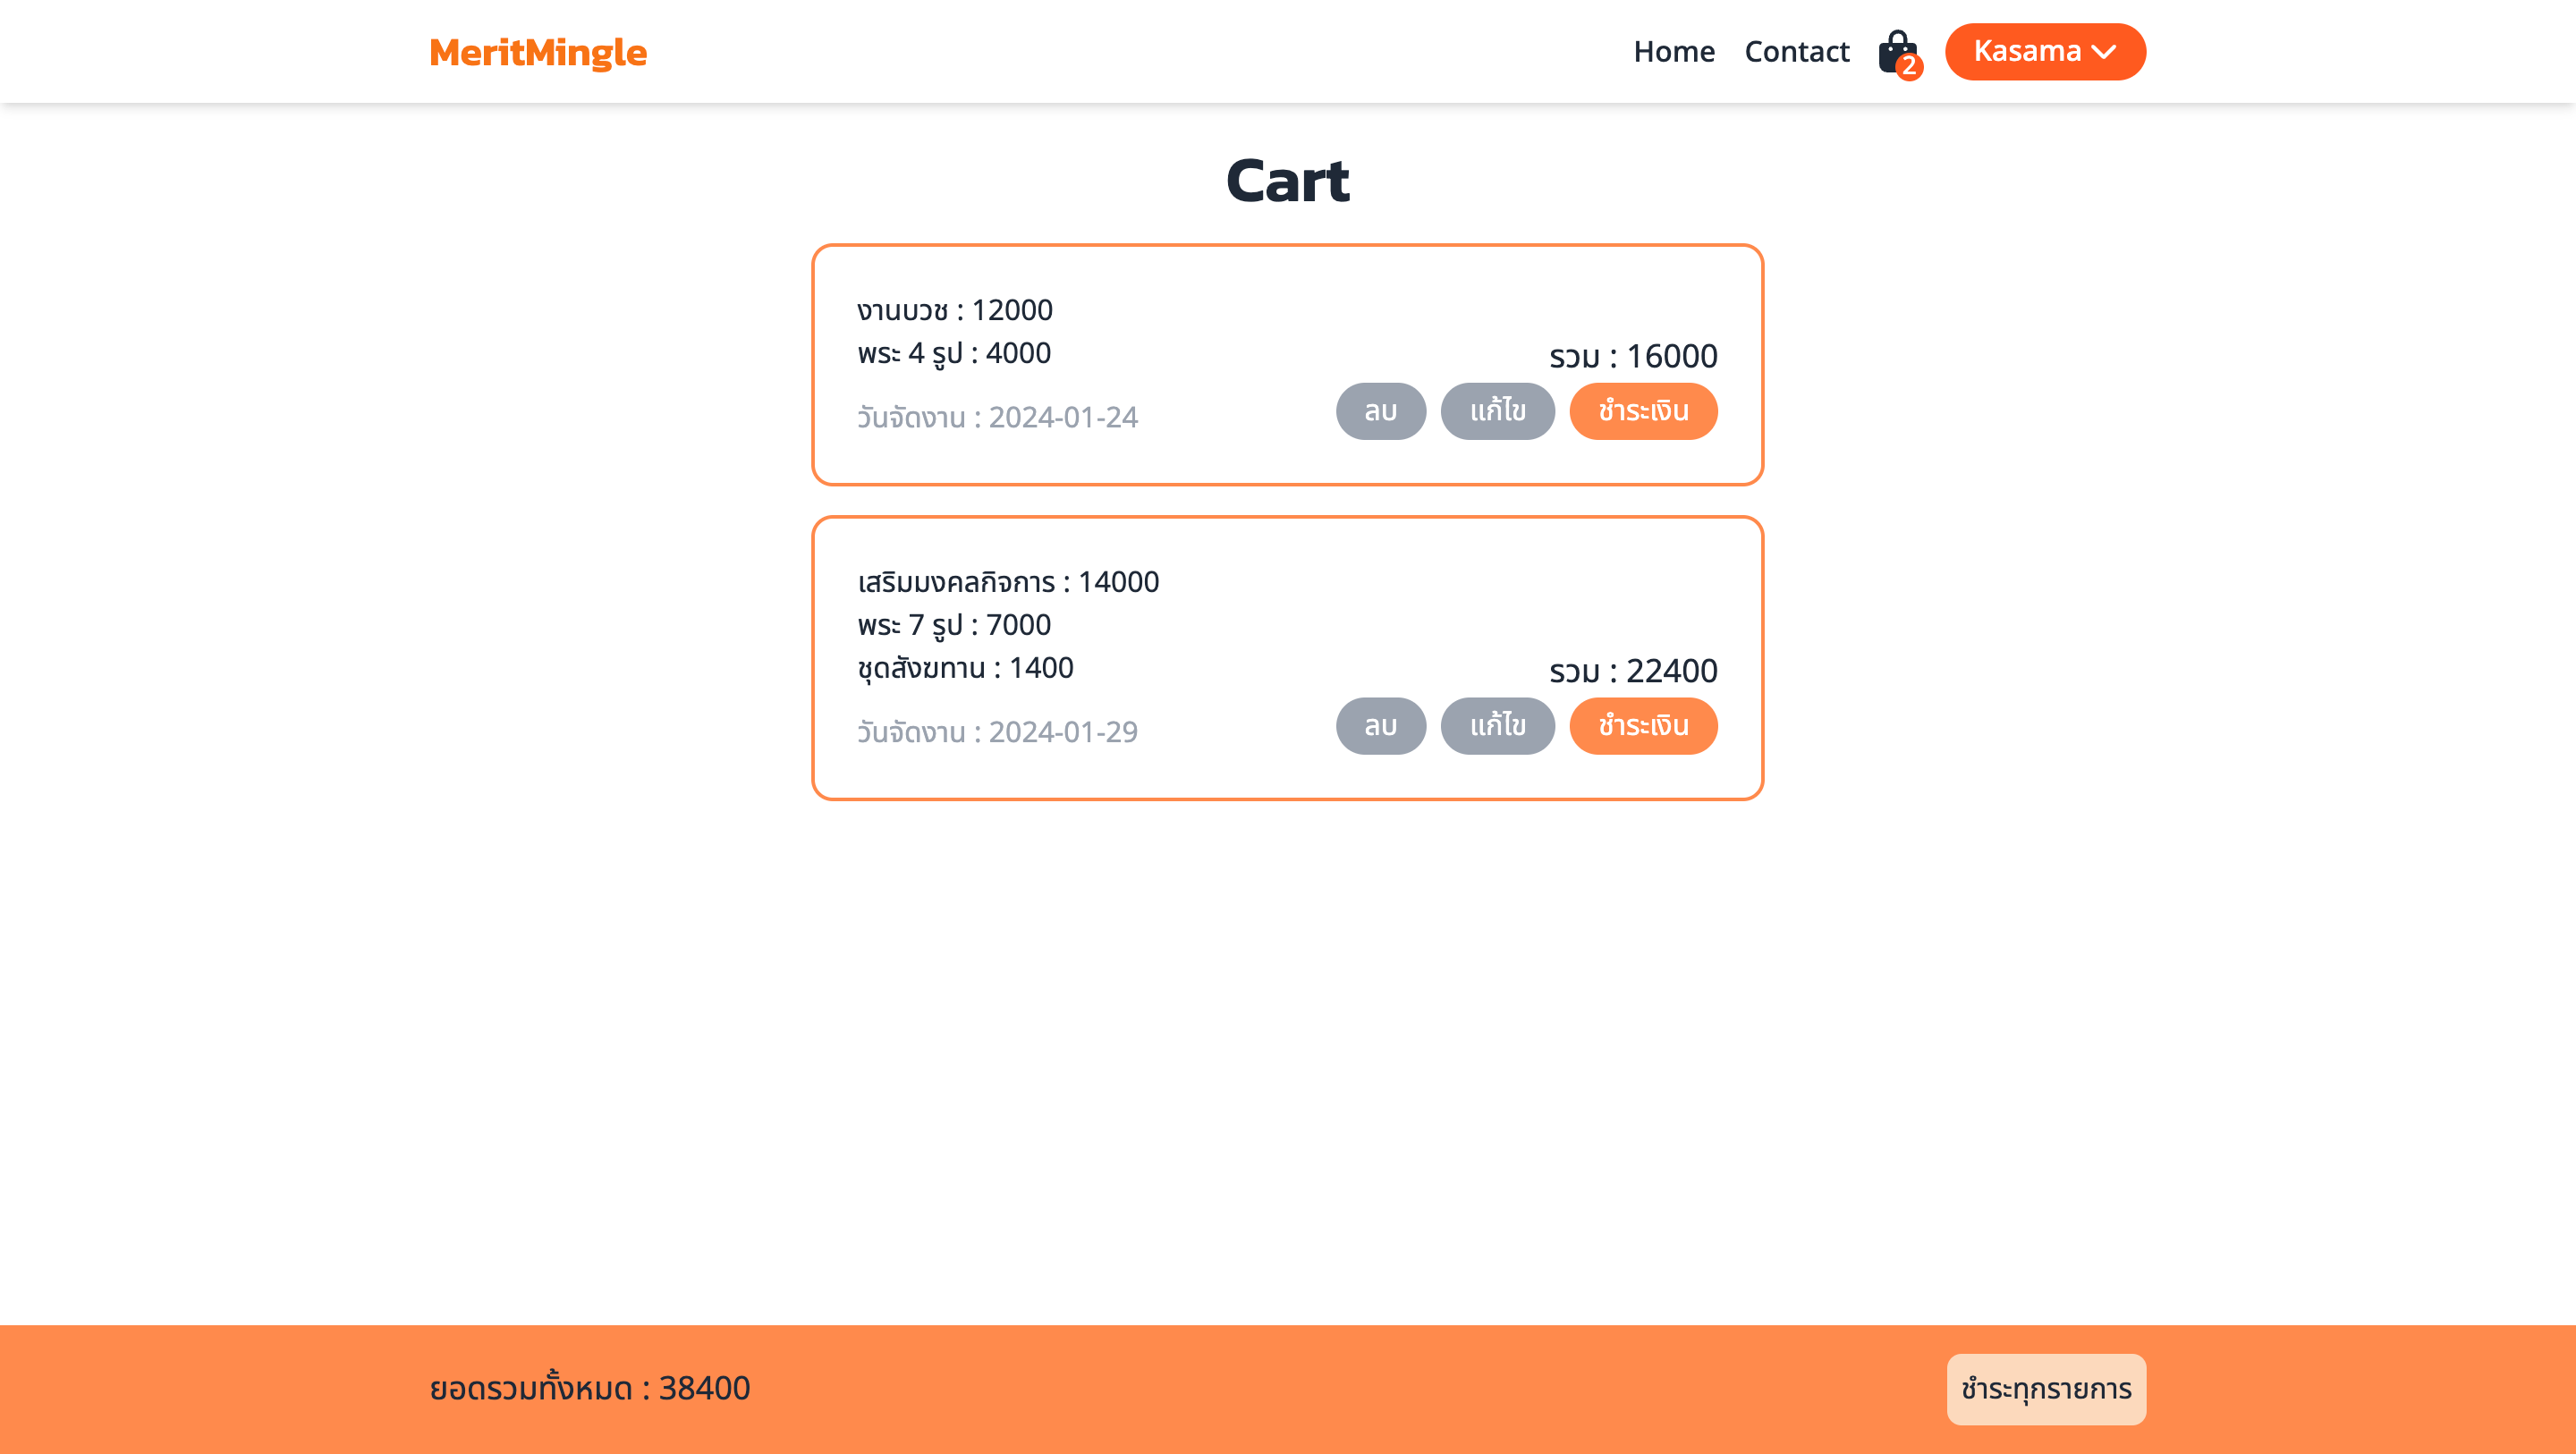 MeritMingle
Home Contact 2 Kasama
Cart
งานบวช : 12000
พระ 4 รูป : 4000
รวม : 16000
วันจัดงาน : 2024-01-24
ลบ แก้ไข ชำระเงิน
เสริมมงคลกิจการ : 14000
พระ 7 รูป : 7000
ชุดสังฆทาน : 1400
รวม : 22400
วันจัดงาน : 2024-01-29
ลบ แก้ไข ชำระเงิน
ยอดรวมทั้งหมด : 38400
ชำระทุกรายการ